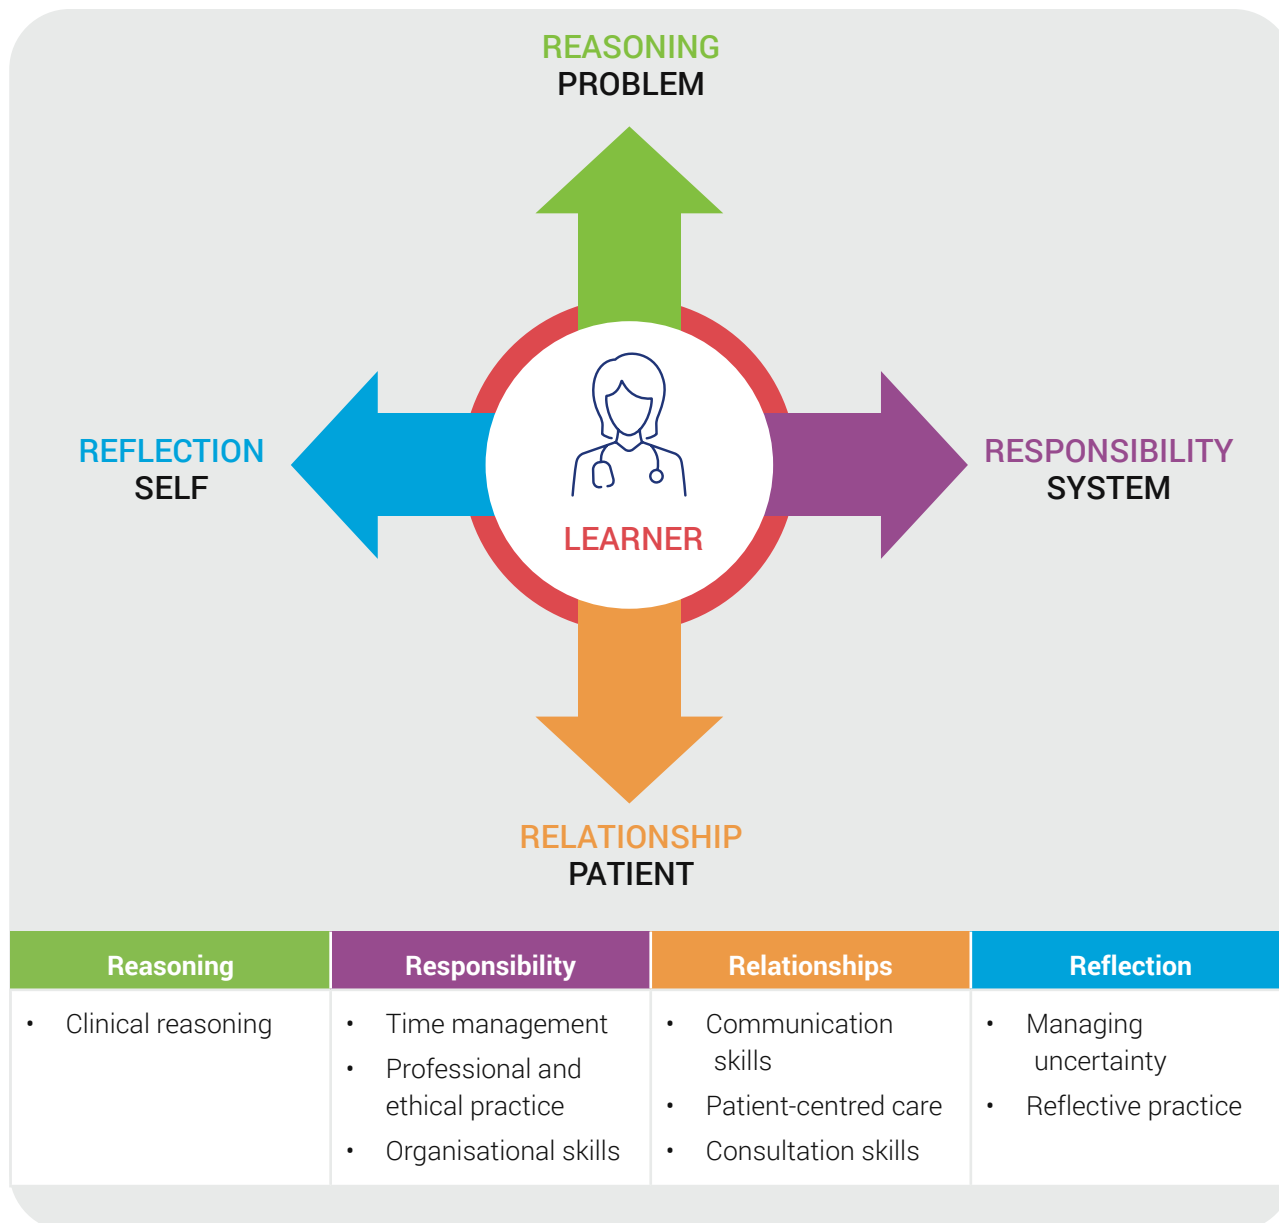 REASONING
PROBLEM
REFLECTION
SELF
RESPONSIBILITY
SYSTEM
LEARNER
RELATIONSHIP
PATIENT
Reasoning
• Clinical reasoning
Responsibility
• Time management
• Professional and
ethical practice
• Organisational skills
Relationships
• Communication
skills
• Patient-centred care
• Consultation skills
Reflection
• Managing
uncertainty
• Reflective practice